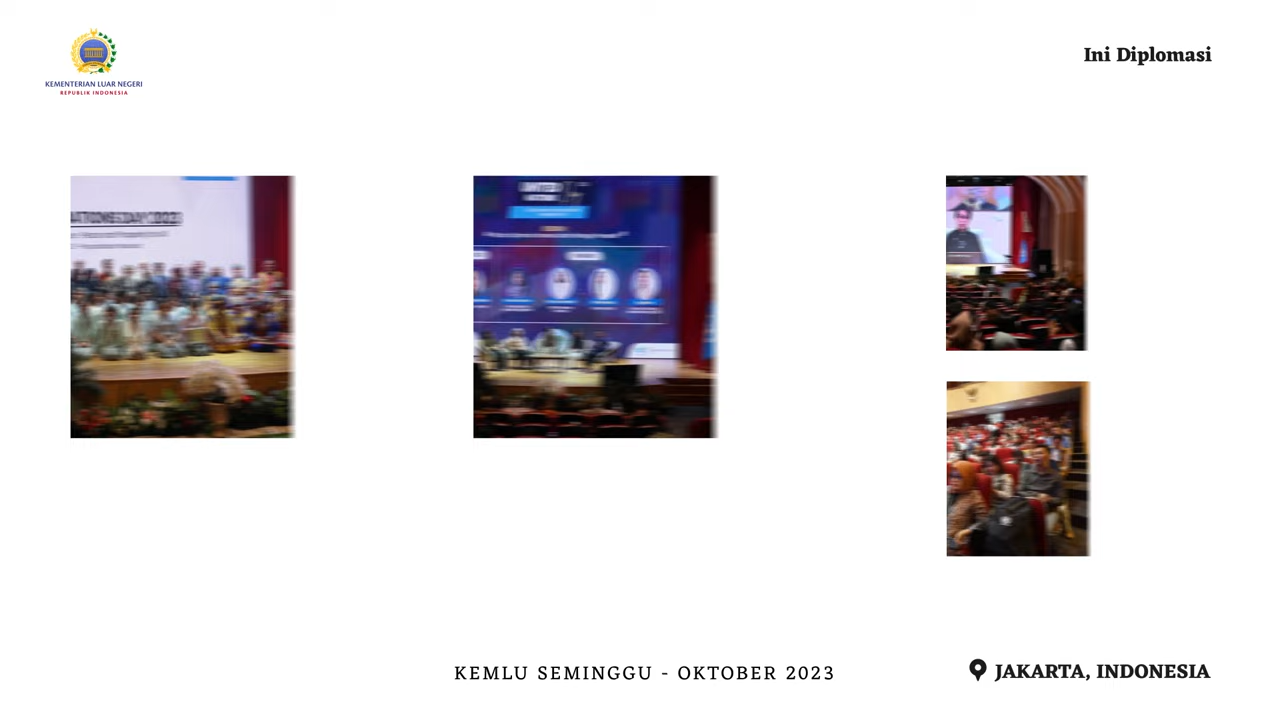 KEMENTERIAN LUAR NEGERI
REPUBLIK INDONESIA
Ini Diplomasi
KEMLU SEMINGGU - OKTOBER 2023
JAKARTA, INDONESIA